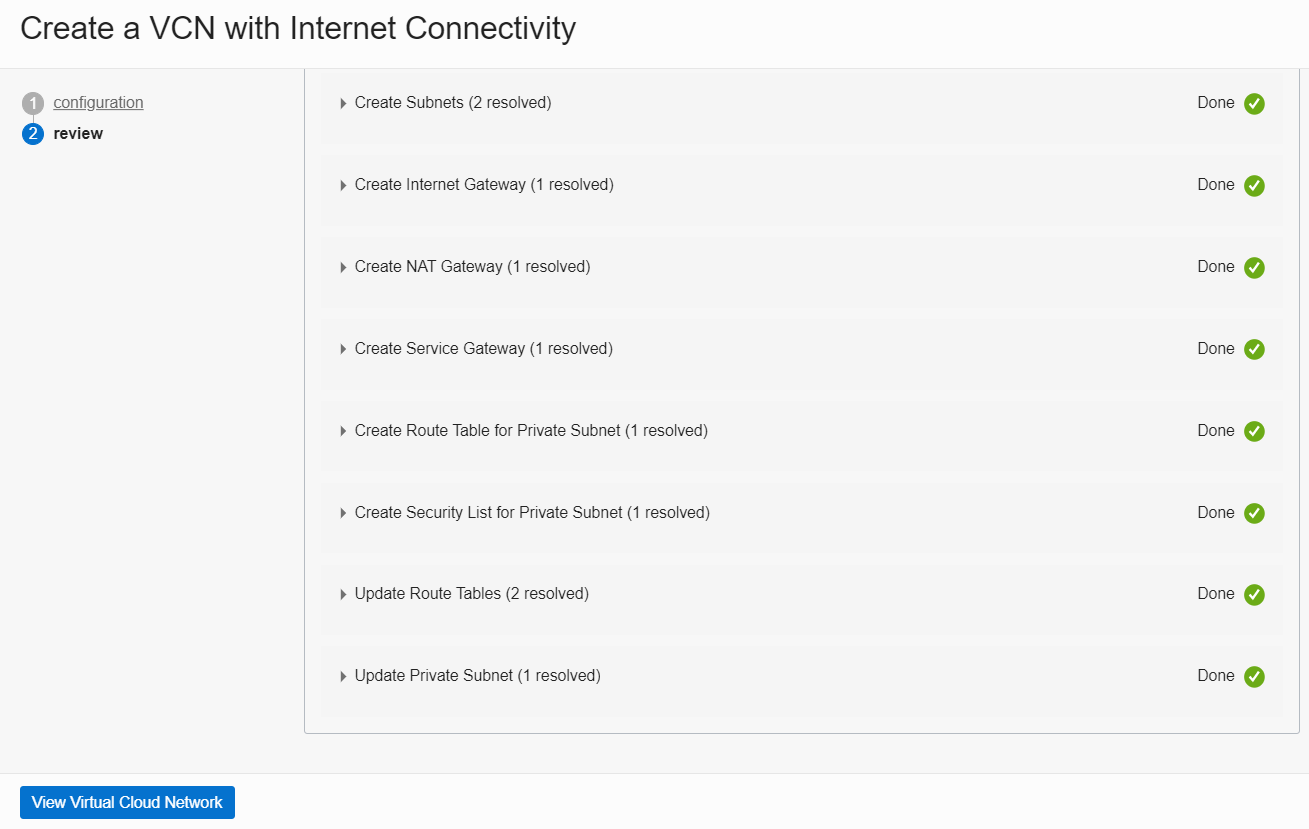 Create a VCN with Internet Connectivity
1 configuration
2 review
Create Subnets (2 resolved) Done
Create Internet Gateway (1 resolved) Done
Create NAT Gateway (1 resolved) Done
Create Service Gateway (1 resolved) Done
Create Route Table for Private Subnet (1 resolved) Done
Create Security List for Private Subnet (1 resolved) Done
Update Route Tables (2 resolved) Done
Update Private Subnet (1 resolved) Done
View Virtual Cloud Network